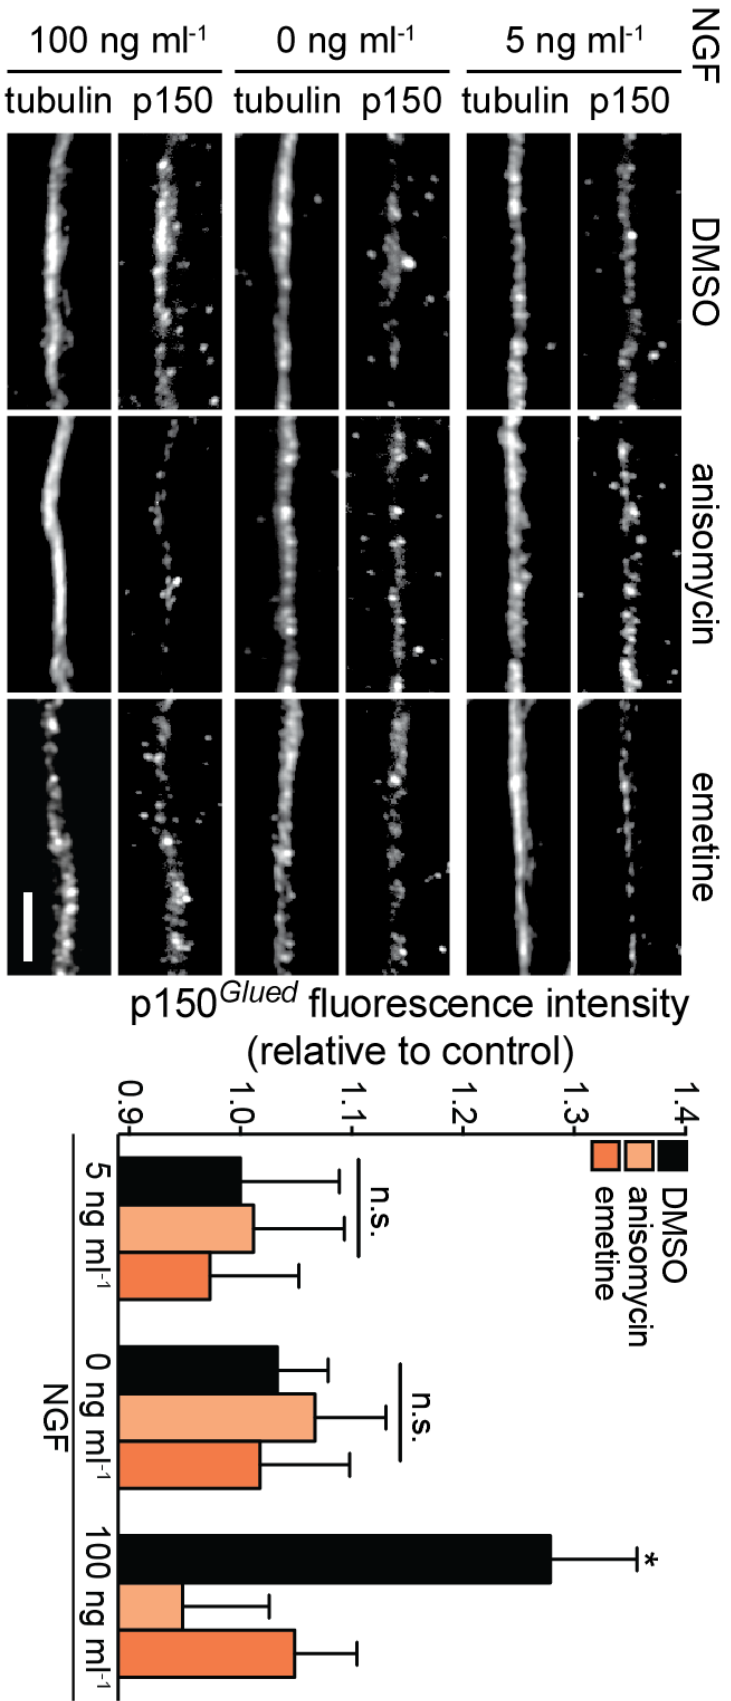 NGF
DMSO
anisomycin
emetine
5 ng ml⁻¹
p150
tubulin
0 ng ml⁻¹
p150
tubulin
100 ng ml⁻¹
p150
tubulin
p150Glued fluorescence intensity
(relative to control)
1.4
1.3
1.2
1.1
1.0
0.9
DMSO
anisomycin
emetine
n.s.
n.s.
*
5 ng ml⁻¹
0 ng ml⁻¹
100 ng ml⁻¹
NGF